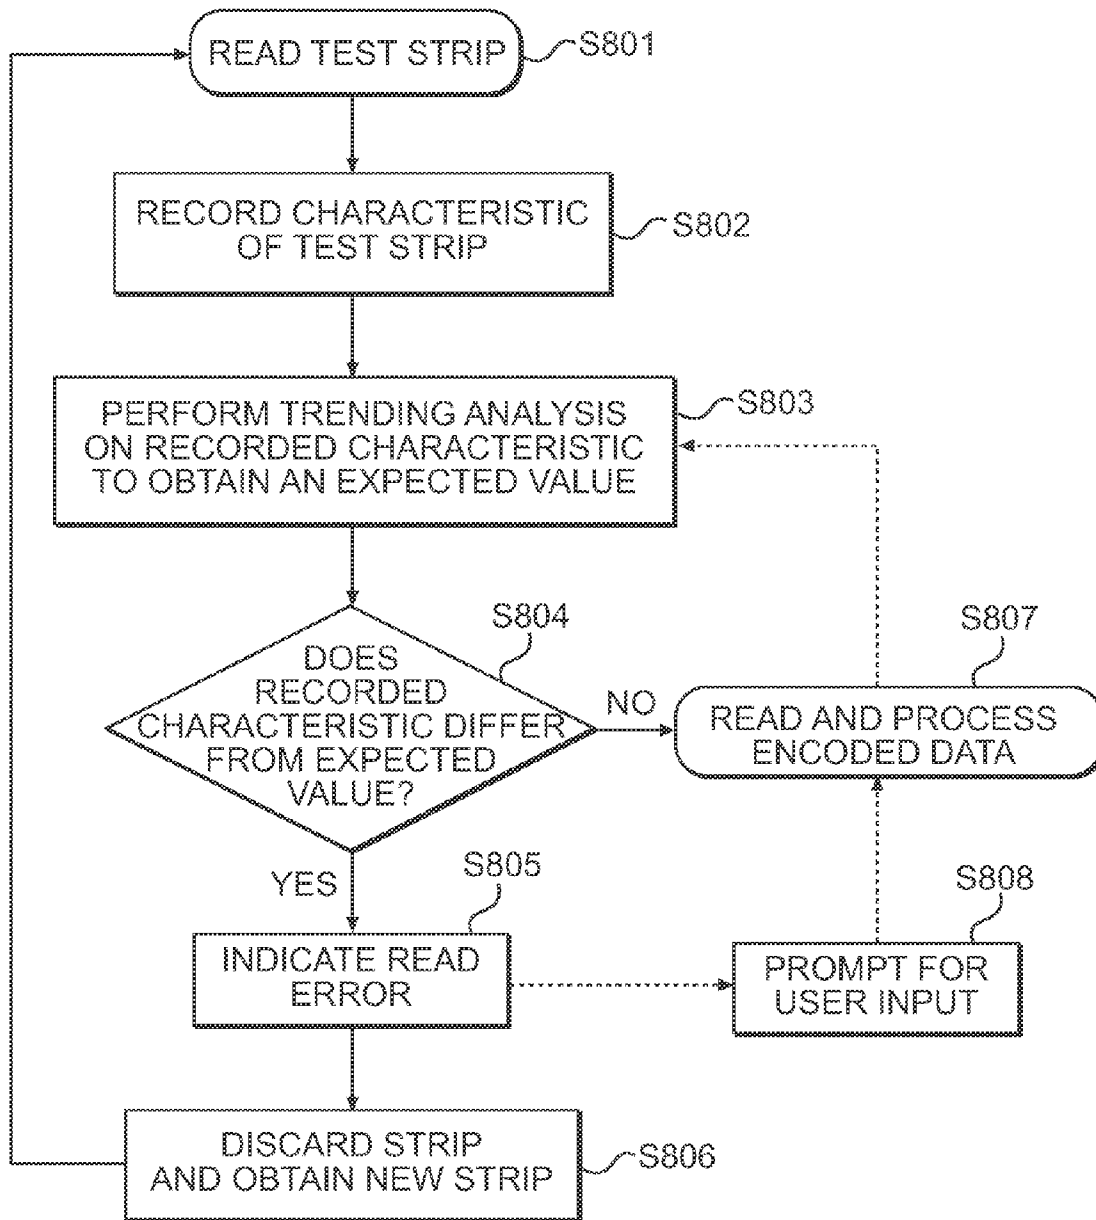 READ TEST STRIP
S801
RECORD CHARACTERISTIC
OF TEST STRIP
S802
PERFORM TRENDING ANALYSIS
ON RECORDED CHARACTERISTIC
TO OBTAIN AN EXPECTED VALUE
S803
S804
DOES
RECORDED
CHARACTERISTIC DIFFER
FROM EXPECTED
VALUE?
NO
S807
READ AND PROCESS
ENCODED DATA
YES
S805
INDICATE READ
ERROR
S808
PROMPT FOR
USER INPUT
DISCARD STRIP
AND OBTAIN NEW STRIP
S806